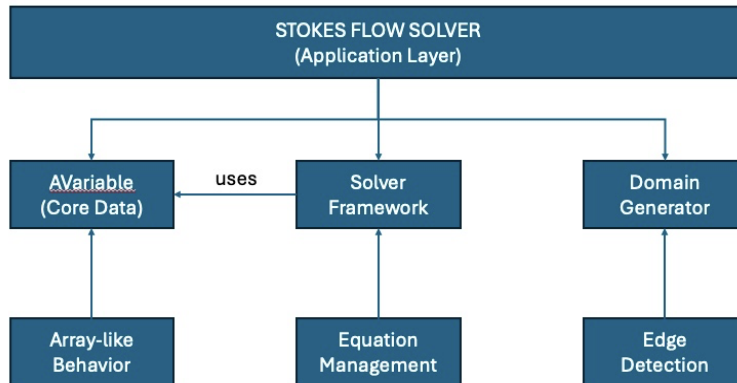 STOKES FLOW SOLVER
(Application Layer)
AVariable
(Core Data)
uses
Solver
Framework
Domain
Generator
Array-like
Behavior
Equation
Management
Edge
Detection